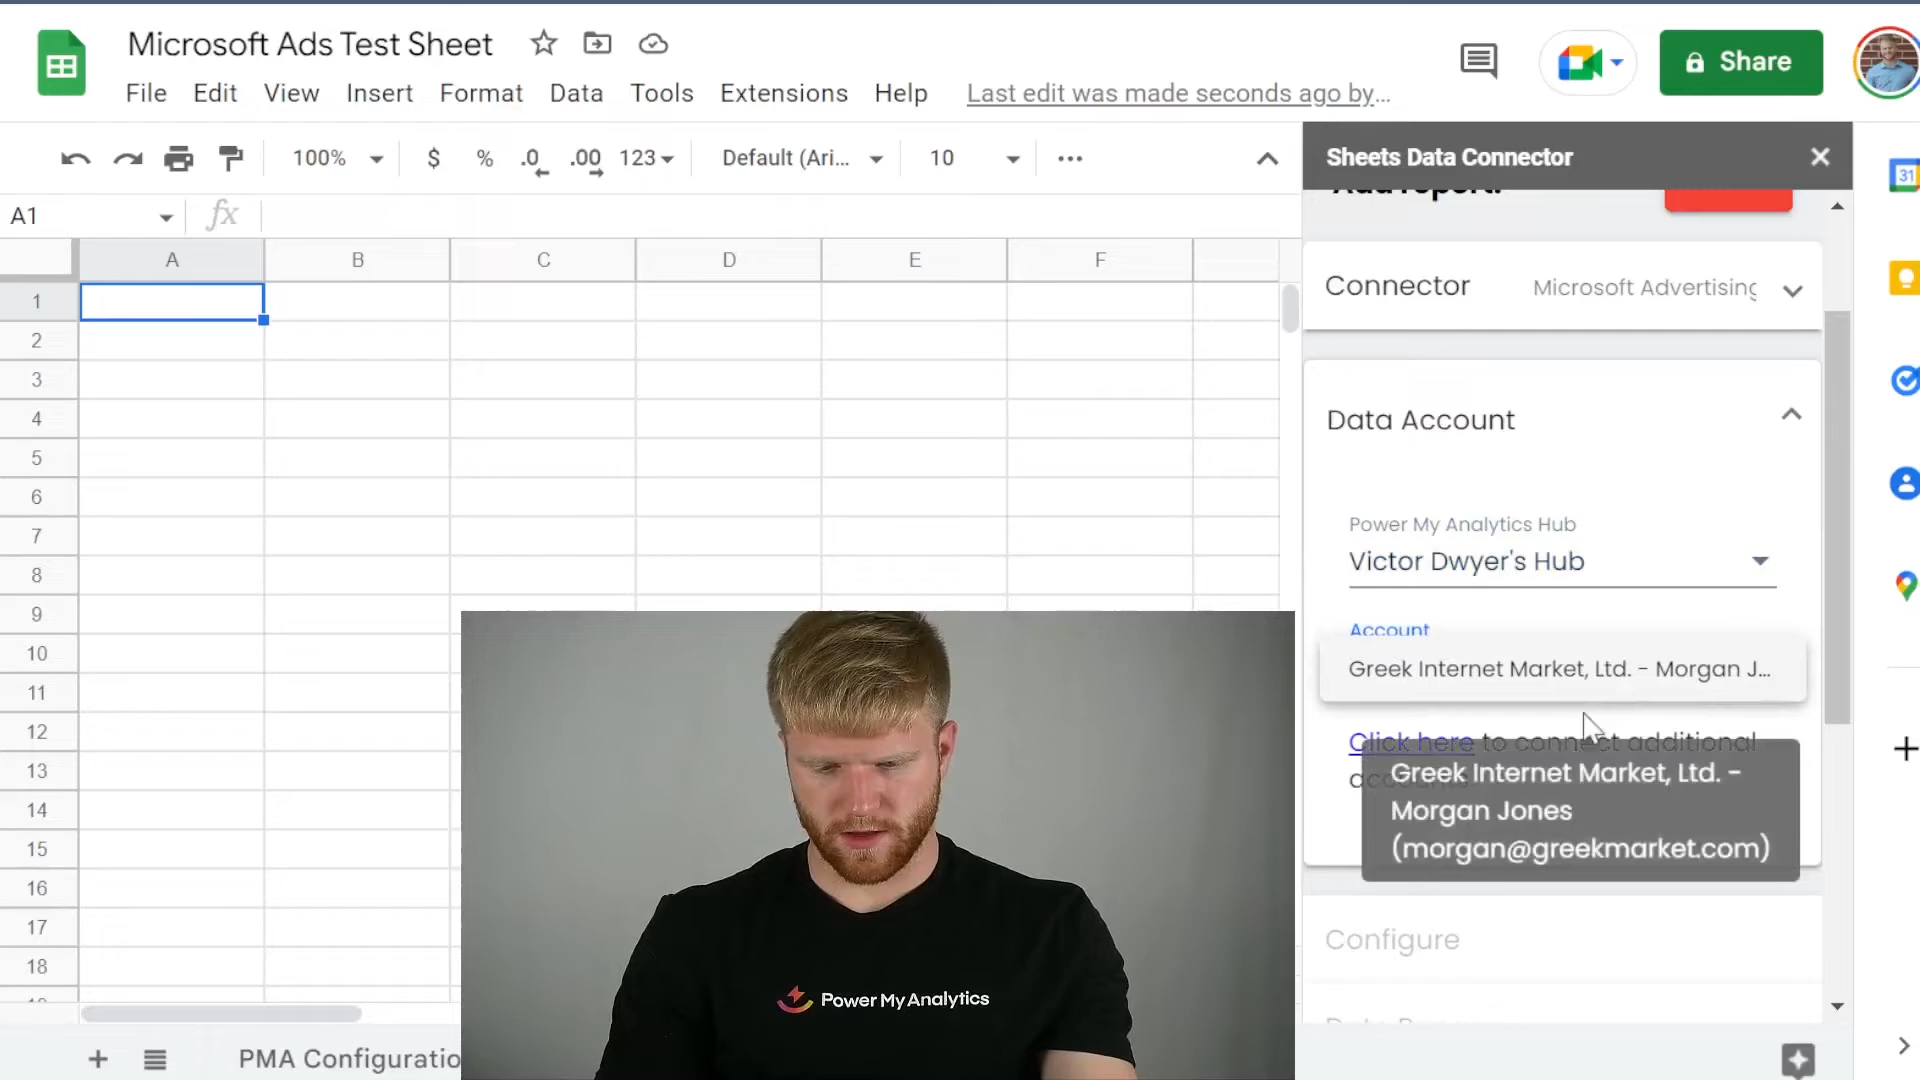 Microsoft Ads Test Sheet
File Edit View Insert Format Data Tools Extensions Help Last edit was made seconds ago by...
Share
100% $ % .0 .00 123 Default (Ari... 10
A1 fx
A B C D E F
1
2
3
4
5
6
7
8
9
10
11
12
13
14
15
16
17
18
PMA Configuratio
Power My Analytics
Sheets Data Connector
Add report:
Connector Microsoft Advertising
Data Account
Power My Analytics Hub
Victor Dwyer's Hub
Account
Greek Internet Market, Ltd. - Morgan J...
Click here to connect additional
Greek Internet Market, Ltd. -
Morgan Jones
(morgan@greekmarket.com)
Configure
31